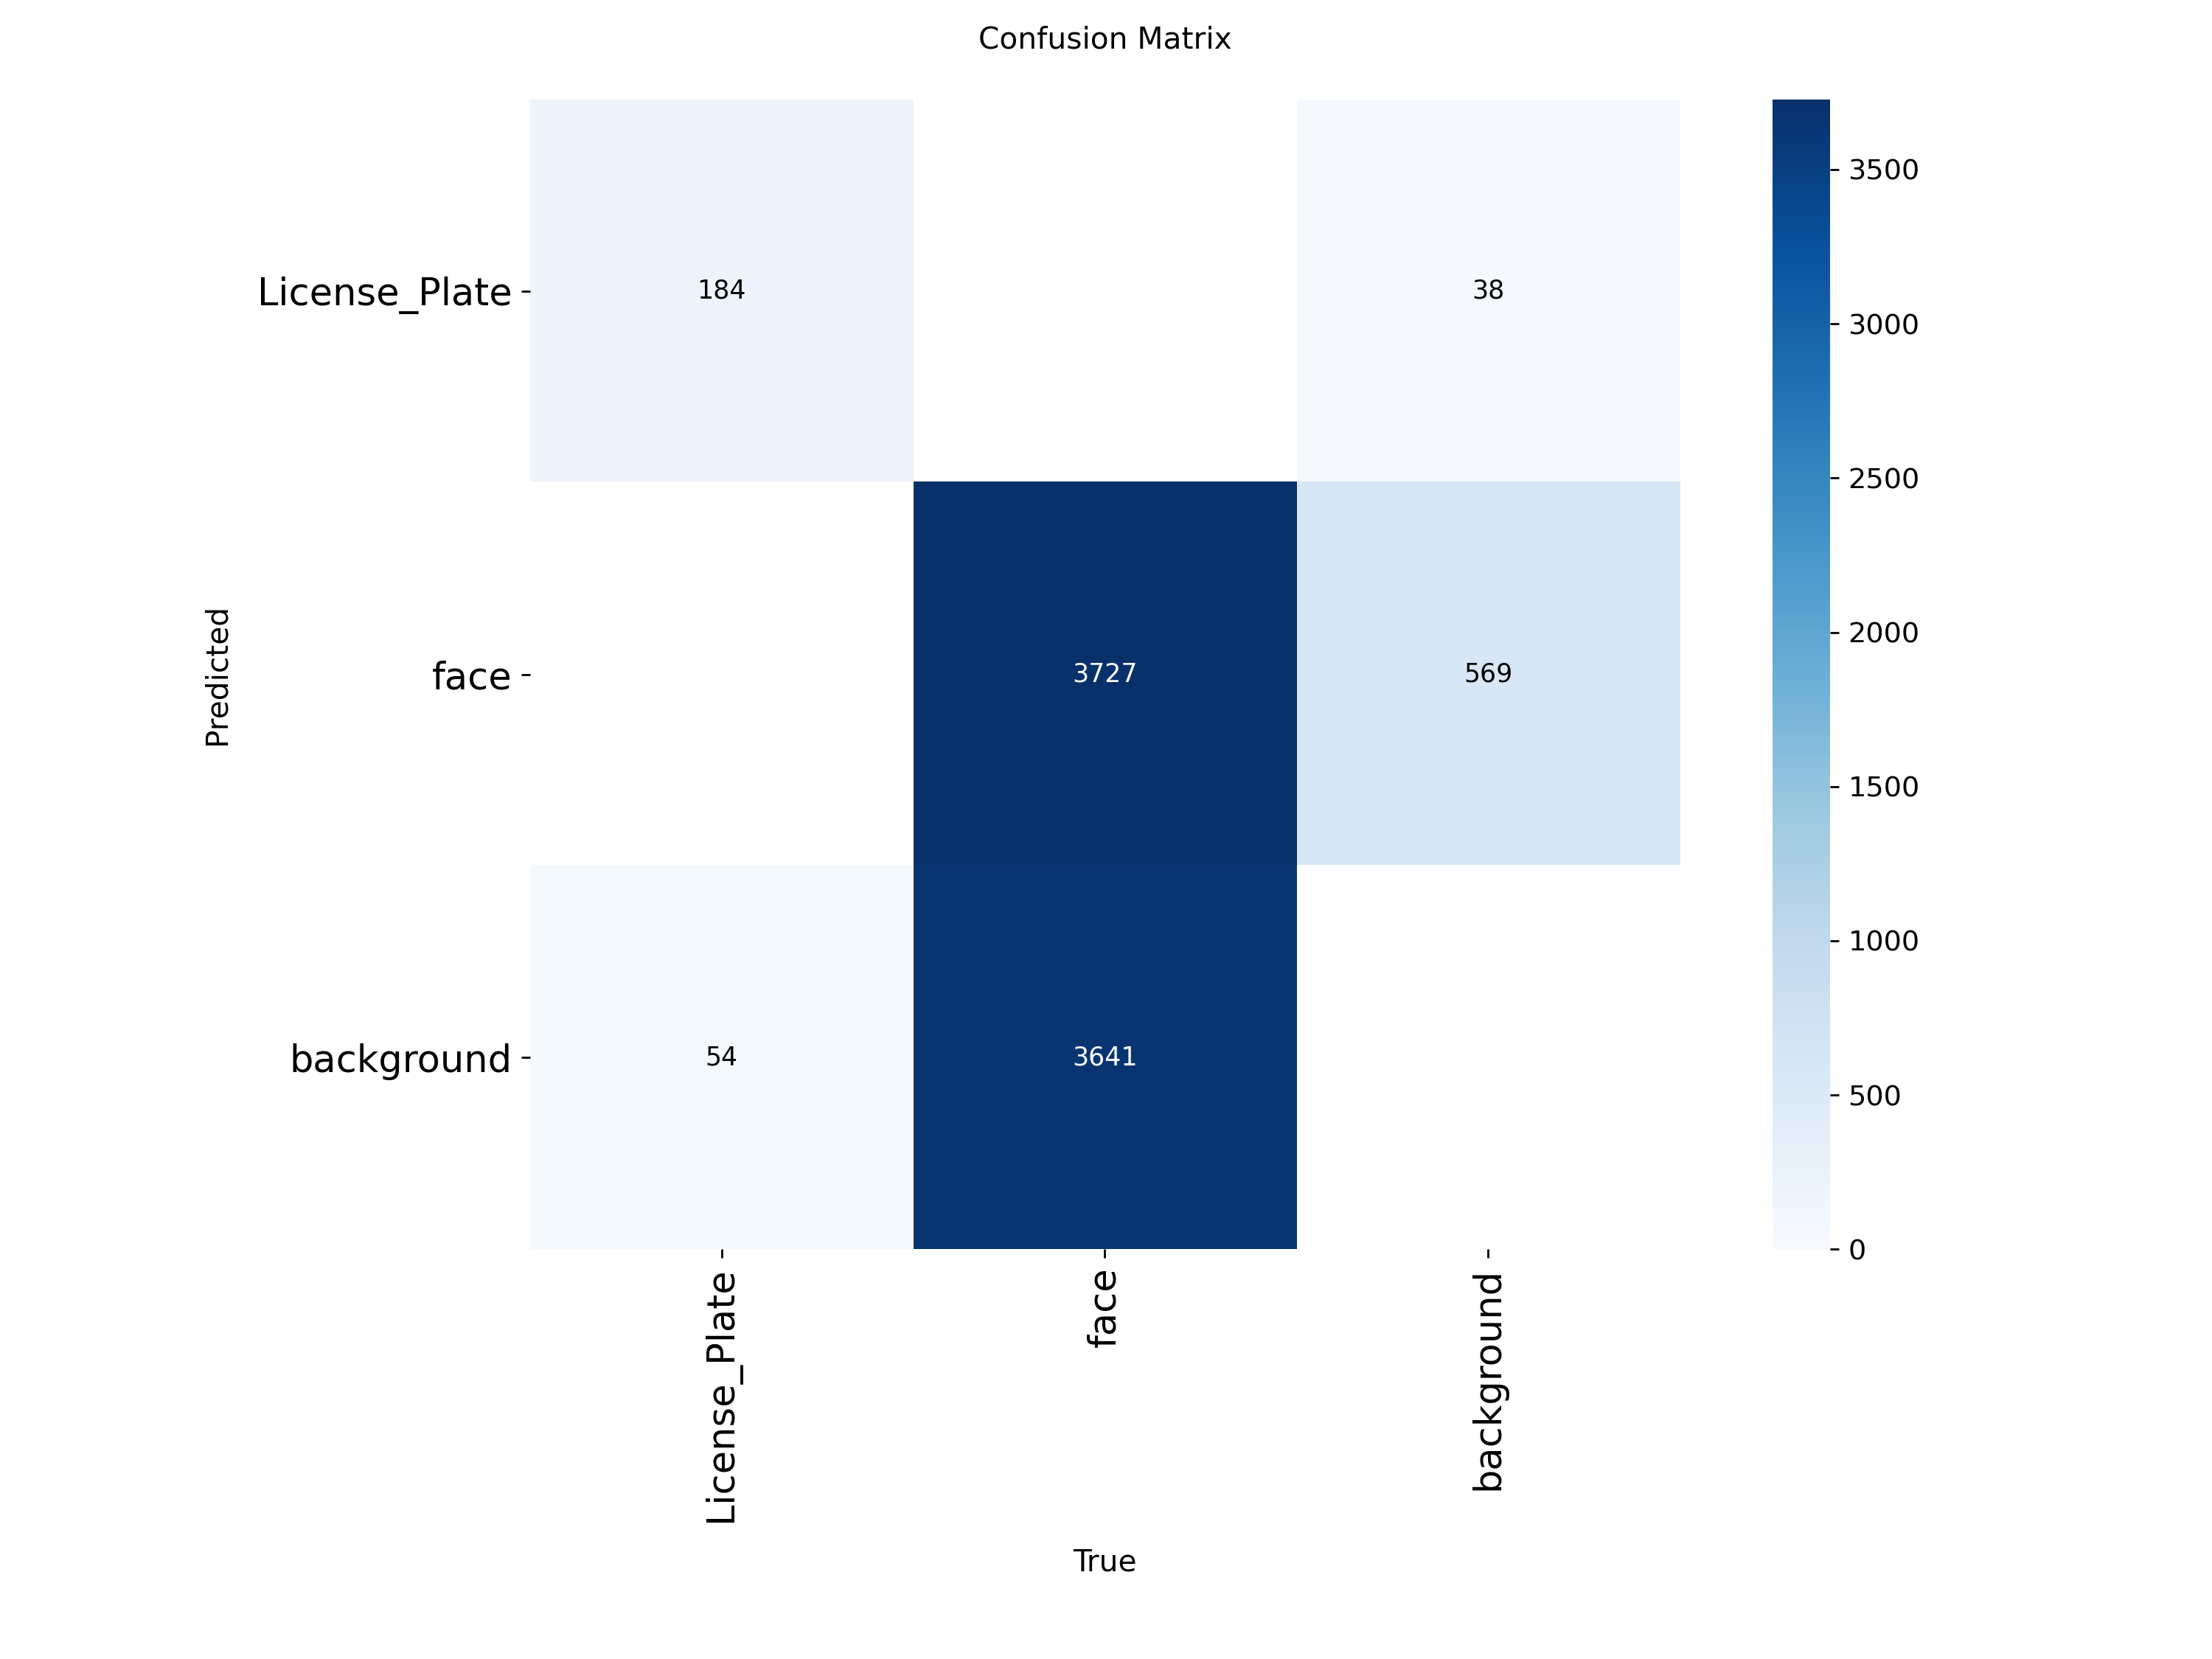 Confusion Matrix
License_Plate
184
38
face
3727
569
background
54
3641
Predicted
License_Plate
face
background
True
3500
3000
2500
2000
1500
1000
500
0